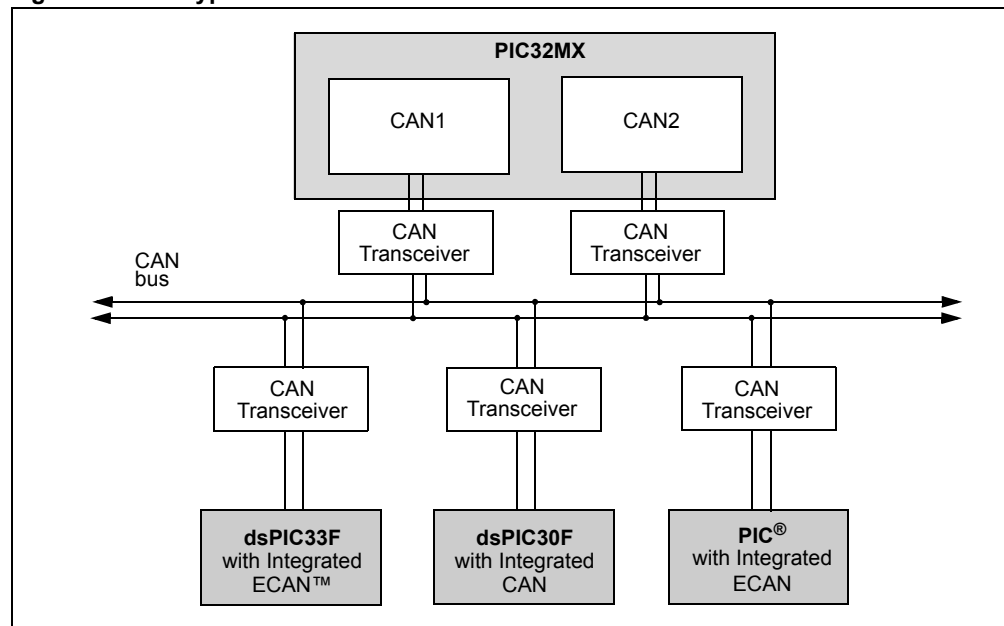 PIC32MX
CAN1
CAN2
CAN
Transceiver
CAN
Transceiver
CAN
bus
CAN
Transceiver
CAN
Transceiver
CAN
Transceiver
dsPIC33F
with Integrated
ECAN™
dsPIC30F
with Integrated
CAN
PIC®
with Integrated
ECAN